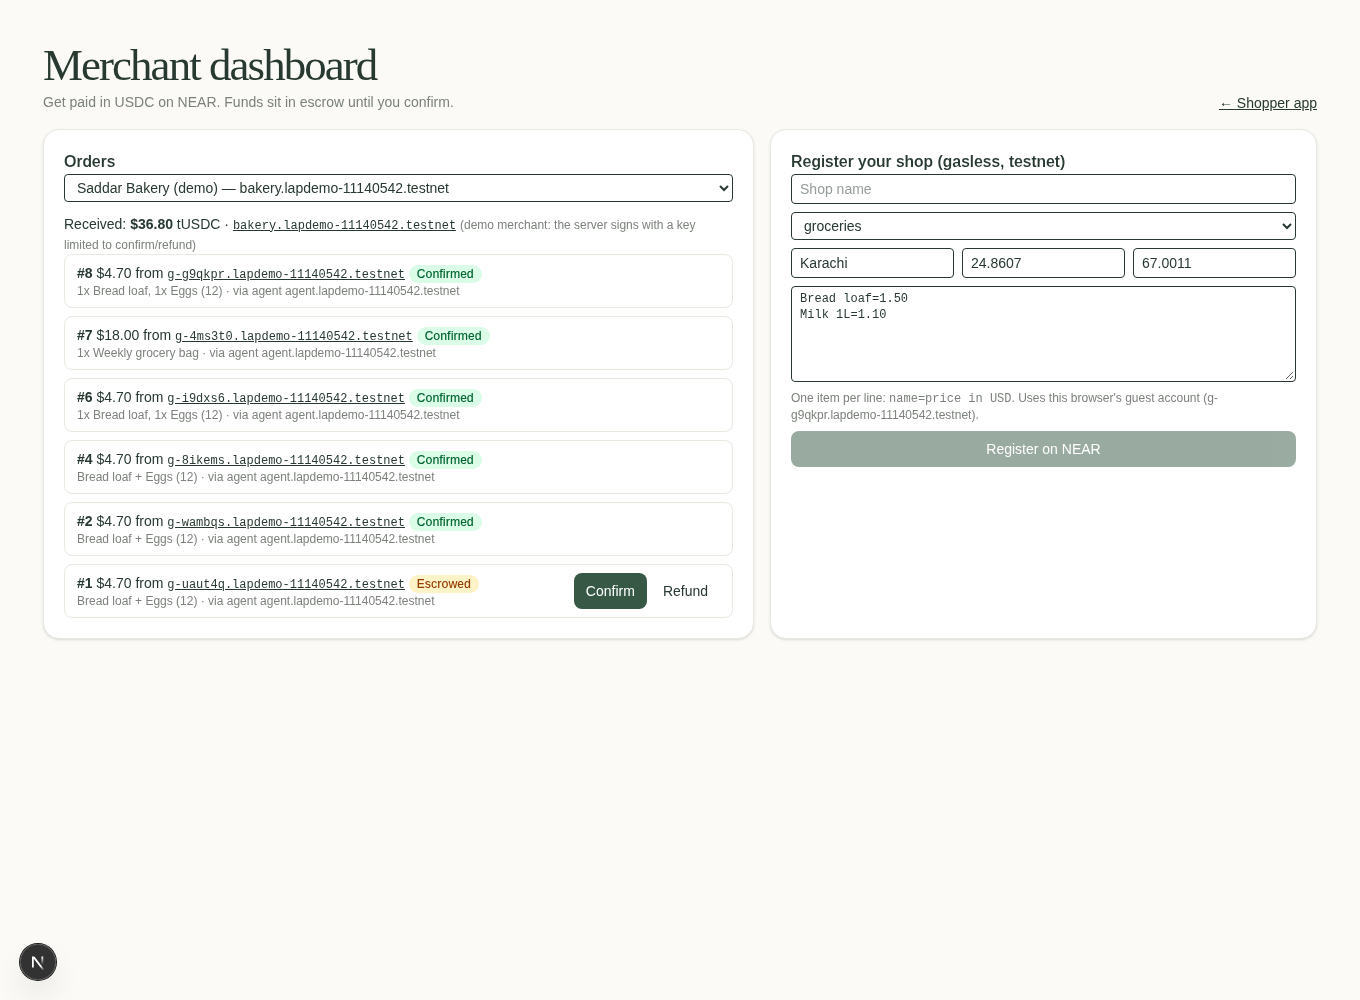 Merchant dashboard
Get paid in USDC on NEAR. Funds sit in escrow until you confirm.
← Shopper app
Orders
Saddar Bakery (demo) — bakery.lapdemo-11140542.testnet
Received: $36.80 tUSDC · bakery.lapdemo-11140542.testnet (demo merchant: the server signs with a key
limited to confirm/refund)
#8 $4.70 from g-g9qkpr.lapdemo-11140542.testnet Confirmed
1x Bread loaf, 1x Eggs (12) · via agent agent.lapdemo-11140542.testnet
#7 $18.00 from g-4ms3t0.lapdemo-11140542.testnet Confirmed
1x Weekly grocery bag · via agent agent.lapdemo-11140542.testnet
#6 $4.70 from g-i9dxs6.lapdemo-11140542.testnet Confirmed
1x Bread loaf, 1x Eggs (12) · via agent agent.lapdemo-11140542.testnet
#4 $4.70 from g-8ikems.lapdemo-11140542.testnet Confirmed
Bread loaf + Eggs (12) · via agent agent.lapdemo-11140542.testnet
#2 $4.70 from g-wambqs.lapdemo-11140542.testnet Confirmed
Bread loaf + Eggs (12) · via agent agent.lapdemo-11140542.testnet
#1 $4.70 from g-uaut4q.lapdemo-11140542.testnet Escrowed
Bread loaf + Eggs (12) · via agent agent.lapdemo-11140542.testnet
Confirm Refund
Register your shop (gasless, testnet)
Shop name
groceries
Karachi 24.8607 67.0011
Bread loaf=1.50
Milk 1L=1.10
One item per line: name=price in USD. Uses this browser's guest account (g-
g9qkpr.lapdemo-11140542.testnet).
Register on NEAR
N